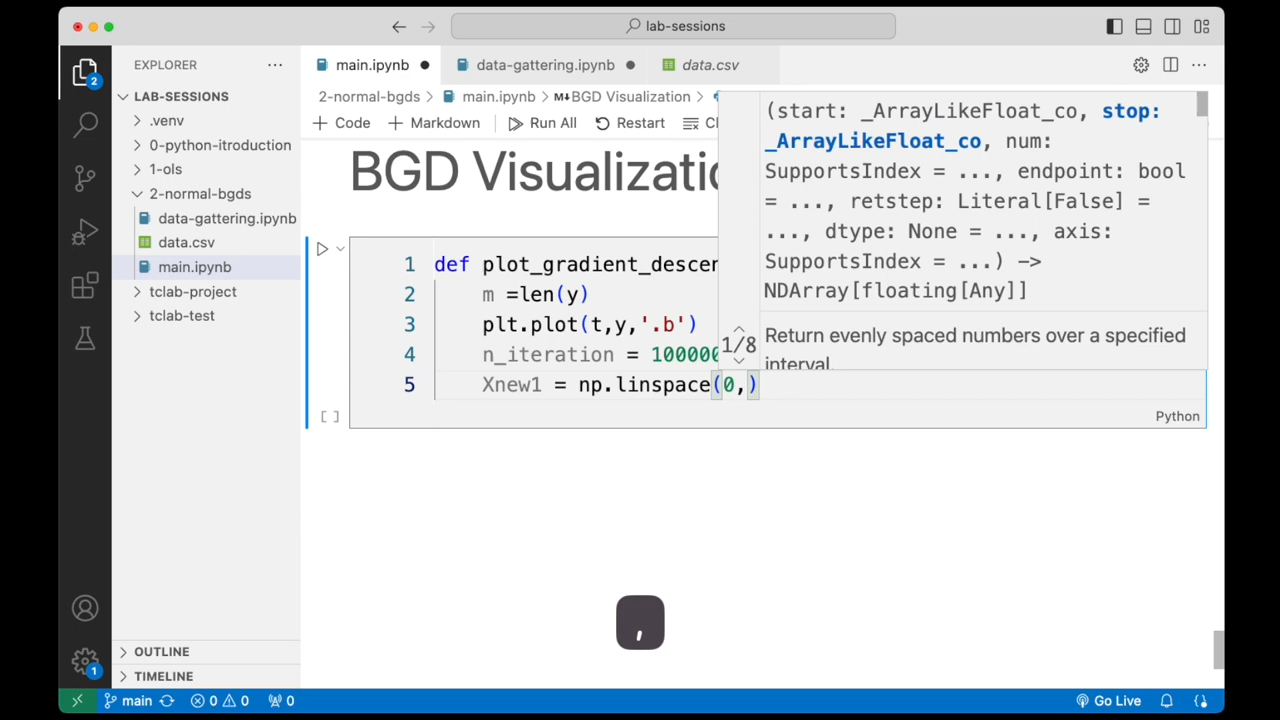 lab-sessions
EXPLORER
main.ipynb
data-gattering.ipynb
data.csv
LAB-SESSIONS
2-normal-bgds > main.ipynb > M↓BGD Visualization >
.venv
0-python-itroduction
1-ols
2-normal-bgds
data-gattering.ipynb
data.csv
main.ipynb
tclab-project
tclab-test
+ Code + Markdown Run All Restart Cl
BGD Visualizatio
1 def plot_gradient_descen
2 m =len(y)
3 plt.plot(t,y,'.b')
4 n_iteration = 100000
5 Xnew1 = np.linspace(0,)
(start: _ArrayLikeFloat_co, stop:
_ArrayLikeFloat_co, num:
SupportsIndex = ..., endpoint: bool
= ..., retstep: Literal[False] =
..., dtype: None = ..., axis:
SupportsIndex = ...) ->
NDArray[floating[Any]]
1/8
Return evenly spaced numbers over a specified
interval.
[ ]
Python
,
OUTLINE
TIMELINE
2
1
main 0 0 0
Go Live